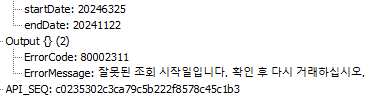 startDate: 20246325
endDate: 20241122
Output {} (2)
ErrorCode: 80002311
ErrorMessage: 잘못된 조회 시작일입니다. 확인 후 다시 거래하십시오.
API_SEQ: c0235302c3ca79c5b222f8578c45c1b3